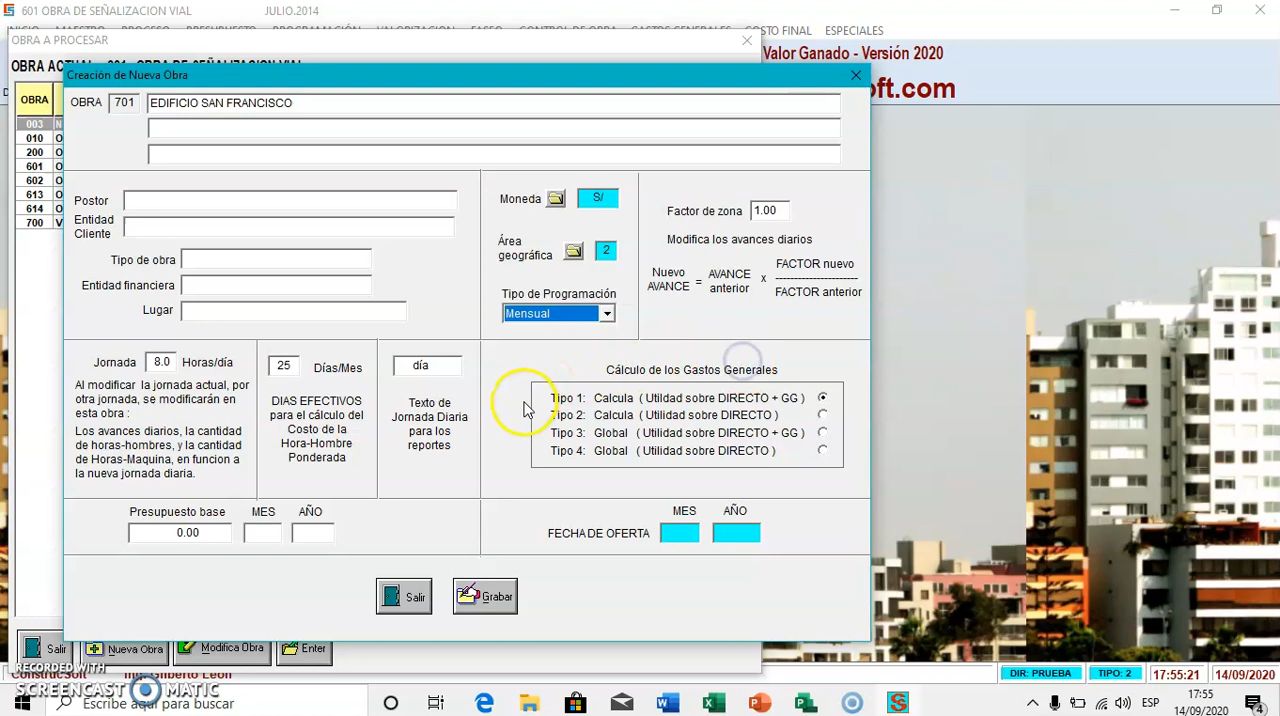 601 OBRA DE SEÑALIZACION VIAL JULIO.2014
ESPECIALES
OBRA A PROCESAR
Valor Ganado - Versión 2020
soft.com
Creación de Nueva Obra
OBRA
003
010
200
601
602
613
614
700
OBRA 701 EDIFICIO SAN FRANCISCO
Postor
Entidad
Cliente
Tipo de obra
Entidad financiera
Lugar
Moneda S/
Área
geográfica 2
Tipo de Programación
Mensual
Factor de zona 1.00
Modifica los avances diarios
Nuevo
AVANCE = AVANCE
anterior x FACTOR nuevo
FACTOR anterior
Jornada 8.0 Horas/día
Al modificar la jornada actual, por
otra jornada, se modificarán en
esta obra :
Los avances diarios, la cantidad
de horas-hombres, y la cantidad
de Horas-Maquina, en funcion a
la nueva jornada diaria.
25 Días/Mes
DIAS EFECTIVOS
para el cálculo del
Costo de la
Hora-Hombre
Ponderada
día
Texto de
Jornada Diaria
para los
reportes
Cálculo de los Gastos Generales
Tipo 1: Calcula ( Utildad sobre DIRECTO + GG )
Tipo 2: Calcula ( Utilidad sobre DIRECTO )
Tipo 3: Global ( Utilidad sobre DIRECTO + GG )
Tipo 4: Global ( Utilidad sobre DIRECTO )
Presupuesto base MES AÑO
0.00
FECHA DE OFERTA MES AÑO
Salir Grabar
Salir Nueva Obra Modifica Obra Enter
RECORDED WITH
SCREENCAST MATIC
ConstrucSoft Ing. Gilberto Leon
DIR: PRUEBA TIPO: 2 17:55:21 14/09/2020
Escribe aquí para buscar
ESP 17:55
14/09/2020
4